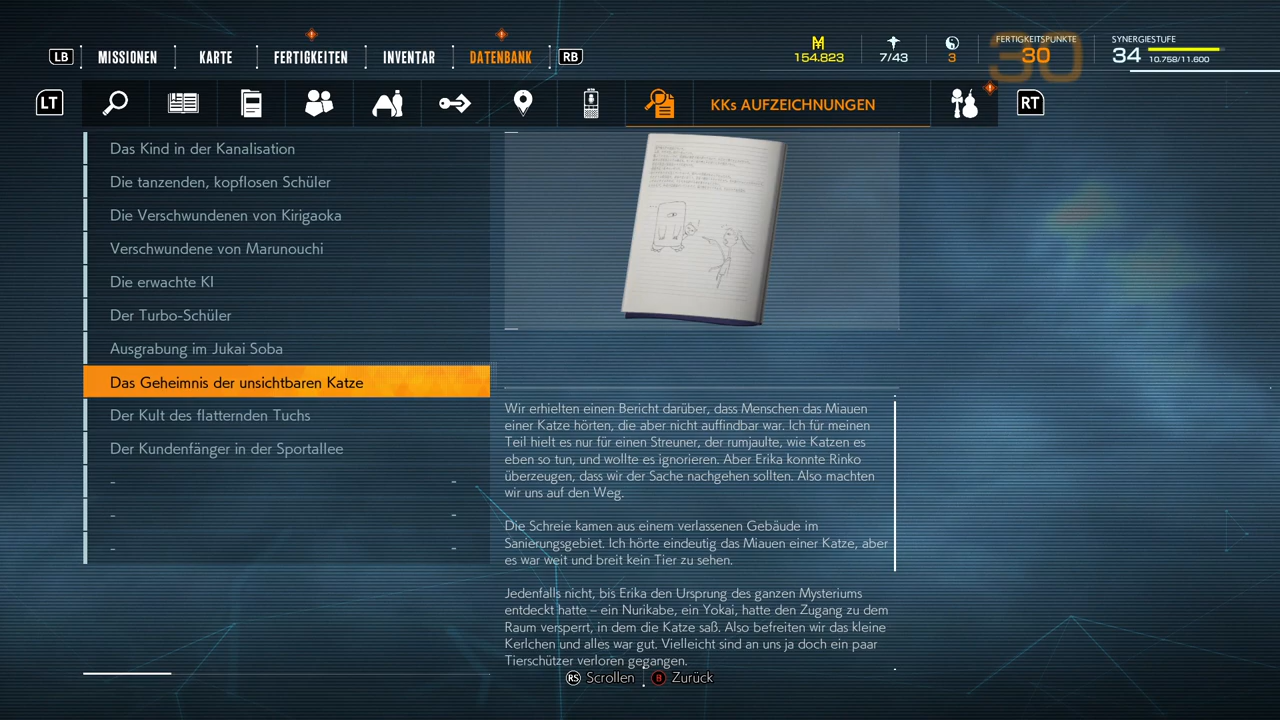 LB
MISSIONEN
KARTE
FERTIGKEITEN
INVENTAR
DATENBANK
RB
154.823
7/43
3
FERTIGKEITSPUNKTE
30
30
SYNERGIESTUFE
34
10.758/11.600
LT
KKs AUFZEICHNUNGEN
RT
Das Kind in der Kanalisation
Die tanzenden, kopflosen Schüler
Die Verschwundenen von Kirigaoka
Verschwundene von Marunouchi
Die erwachte KI
Der Turbo-Schüler
Ausgrabung im Jukai Soba
Das Geheimnis der unsichtbaren Katze
Der Kult des flatternden Tuchs
Der Kundenfänger in der Sportallee
- -
- -
- -
Wir erhielten einen Bericht darüber, dass Menschen das Miauen
einer Katze hörten, die aber nicht auffindbar war. Ich für meinen
Teil hielt es nur für einen Streuner, der rumjaulte, wie Katzen es
eben so tun, und wollte es ignorieren. Aber Erika konnte Rinko
überzeugen, dass wir der Sache nachgehen sollten. Also machten
wir uns auf den Weg.
Die Schreie kamen aus einem verlassenen Gebäude im
Sanierungsgebiet. Ich hörte eindeutig das Miauen einer Katze, aber
es war weit und breit kein Tier zu sehen.
Jedenfalls nicht, bis Erika den Ursprung des ganzen Mysteriums
entdeckt hatte – ein Nurikabe, ein Yokai, hatte den Zugang zu dem
Raum versperrt, in dem die Katze saß. Also befreiten wir das kleine
Kerlchen und alles war gut. Vielleicht sind an uns ja doch ein paar
Tierschützer verloren gegangen.
RS Scrollen
B Zurück